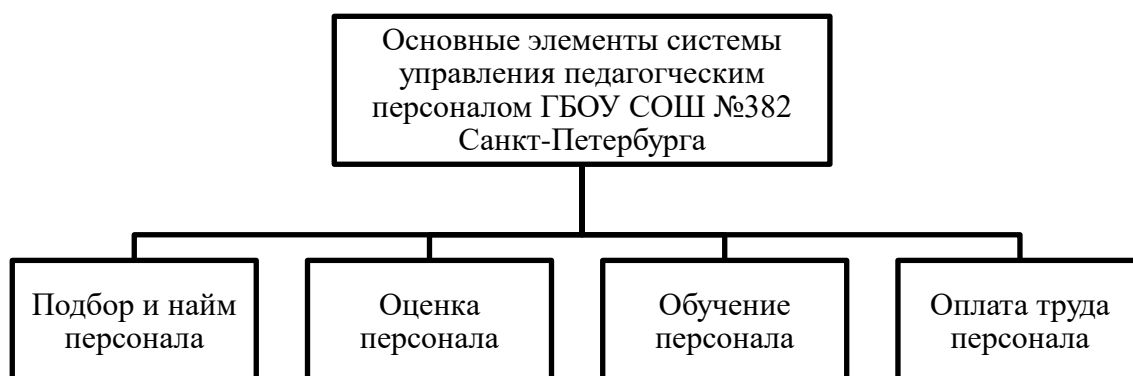 Основные элементы системы
управления педагогческим
персоналом ГБОУ СОШ №382
Санкт-Петербурга
Подбор и найм
персонала
Оценка
персонала
Обучение
персонала
Оплата труда
персонала